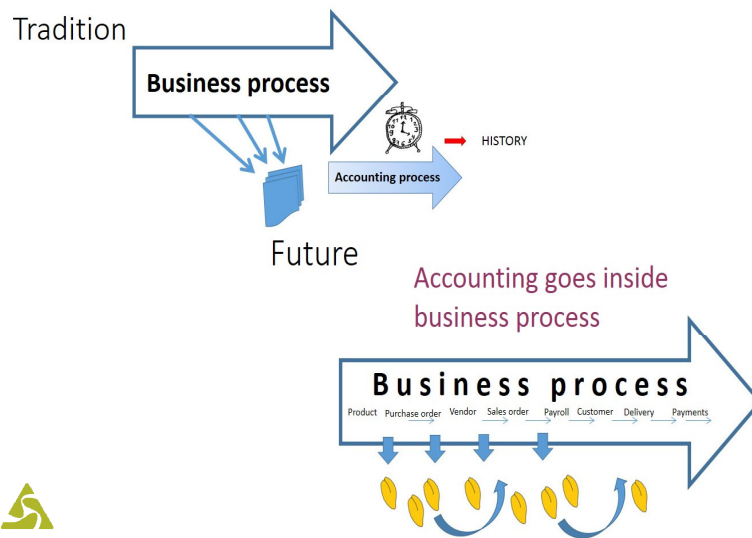 Tradition
Business process
HISTORY
Accounting process
Future
Accounting goes inside
business process
Business process
Product Purchase order Vendor Sales order Payroll Customer Delivery Payments